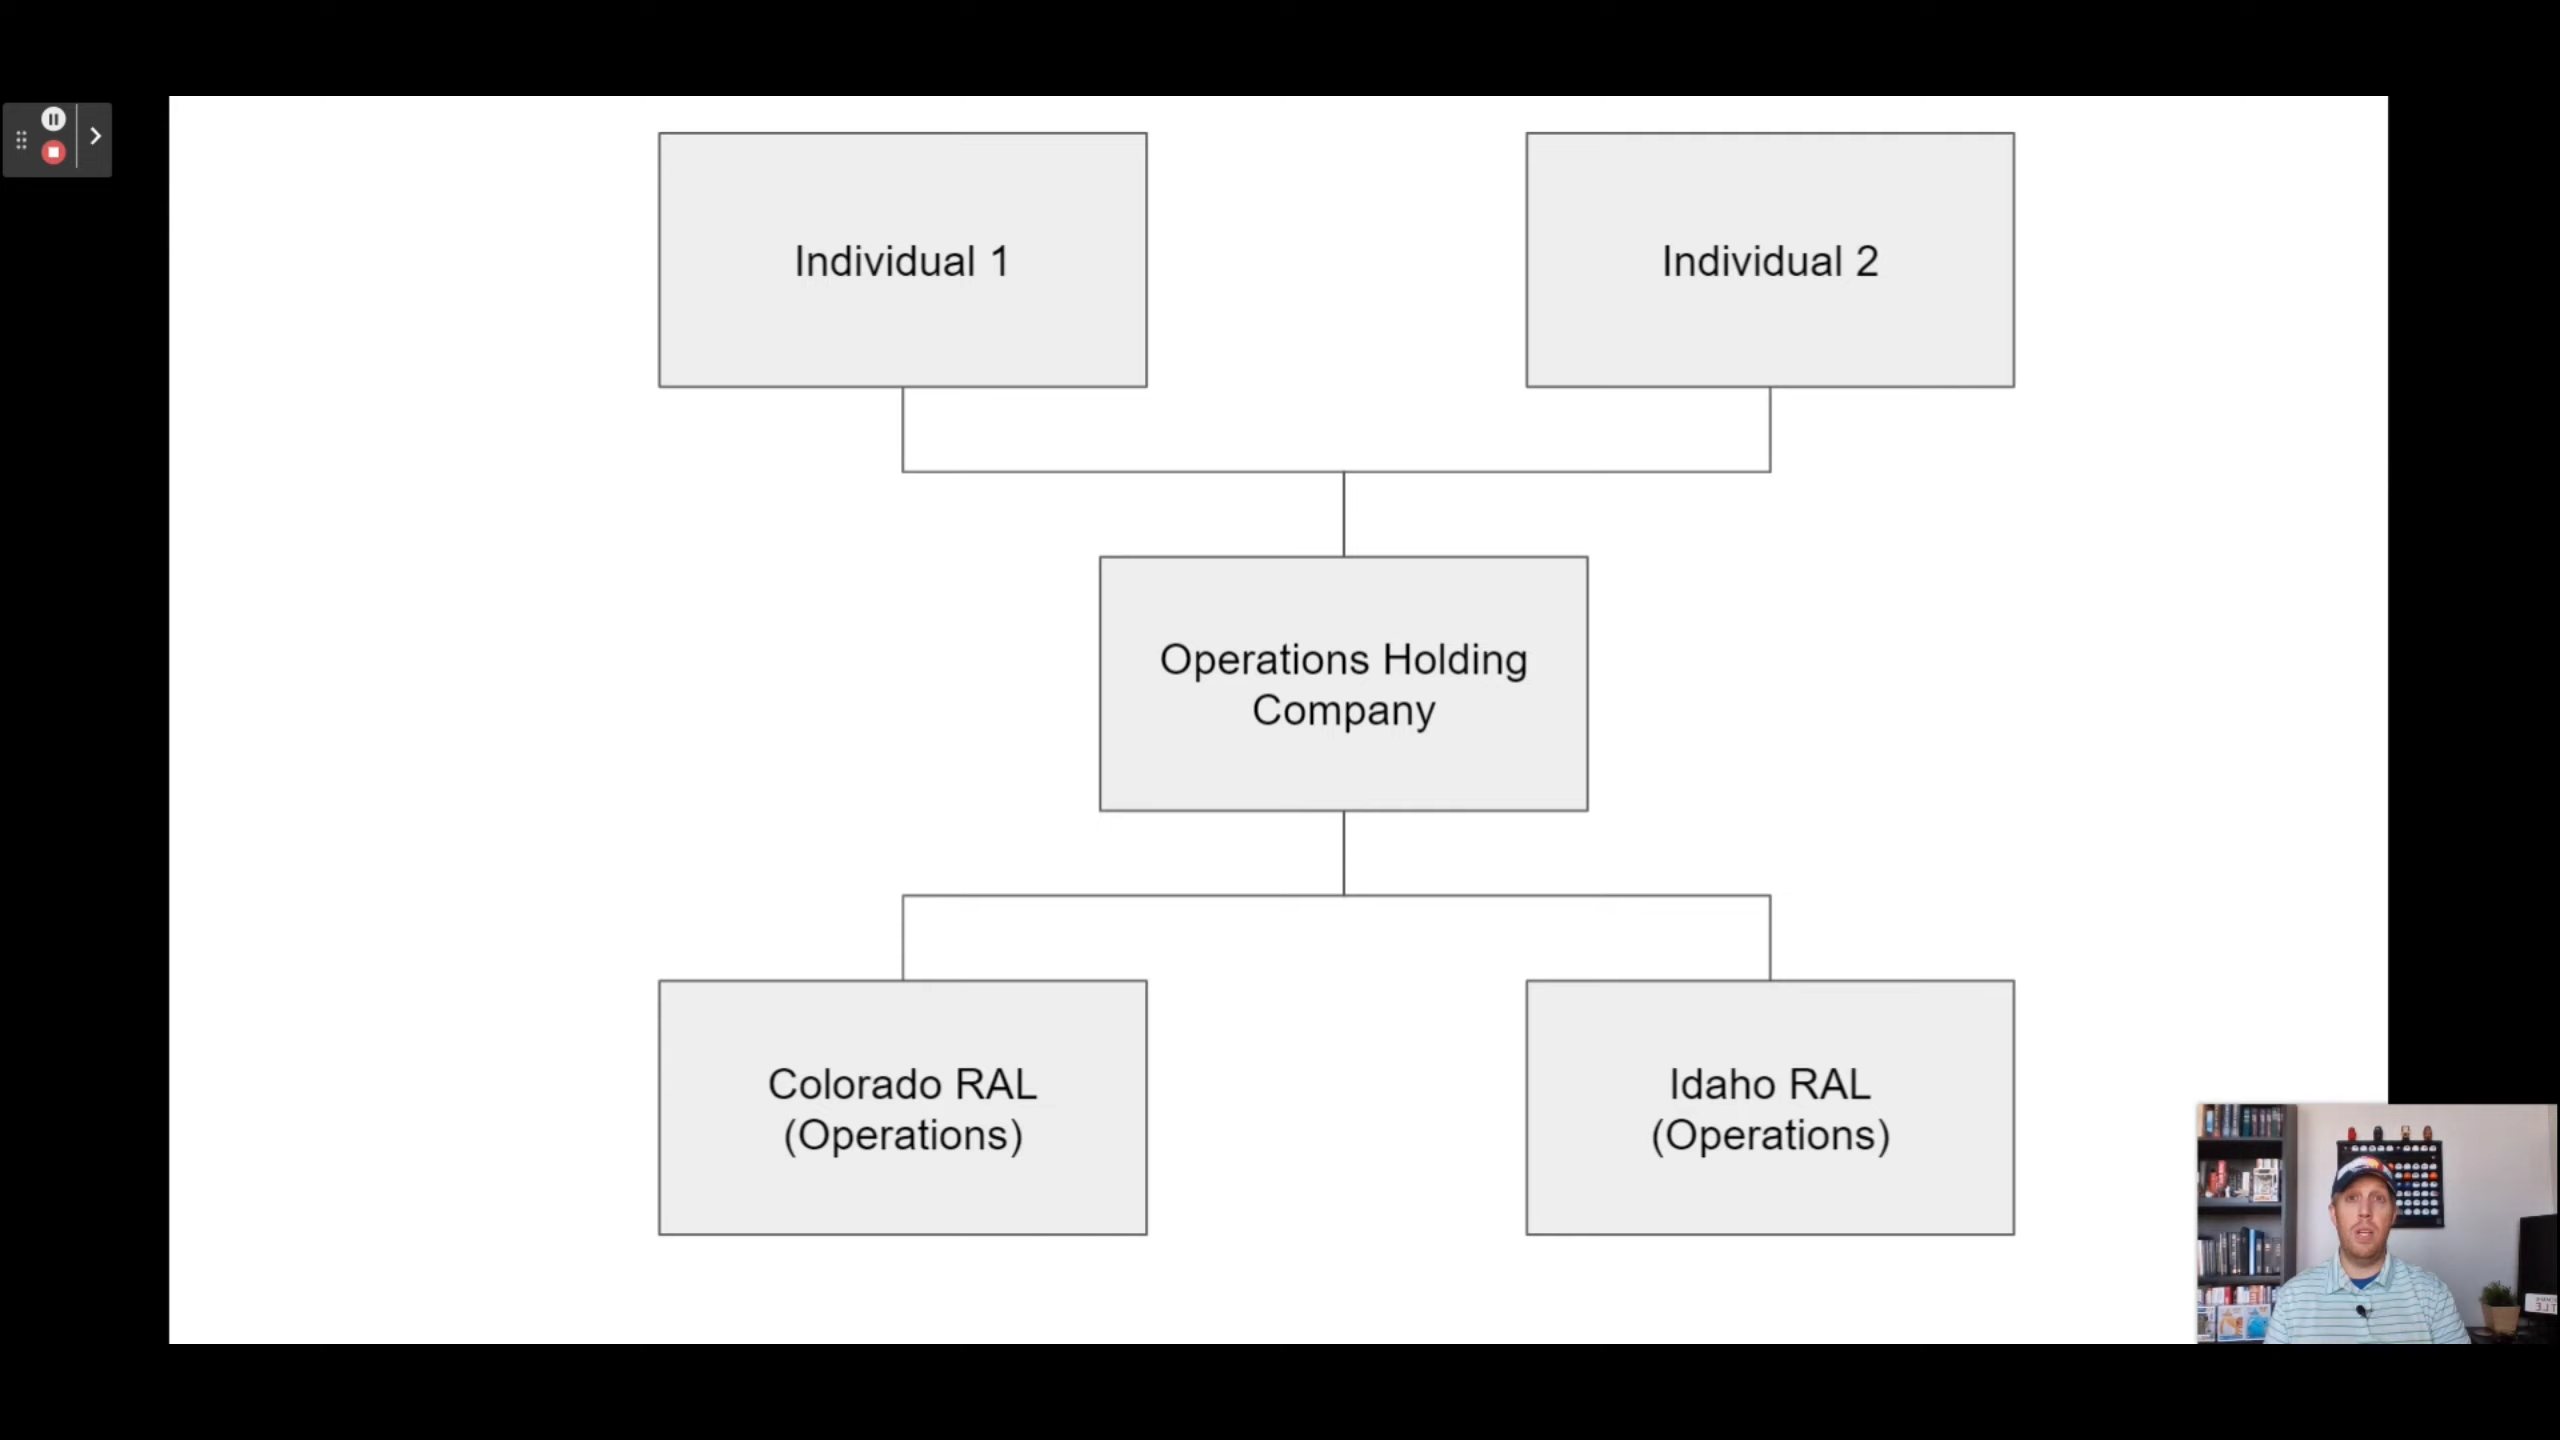 Individual 1
Individual 2
Operations Holding
Company
Colorado RAL
(Operations)
Idaho RAL
(Operations)